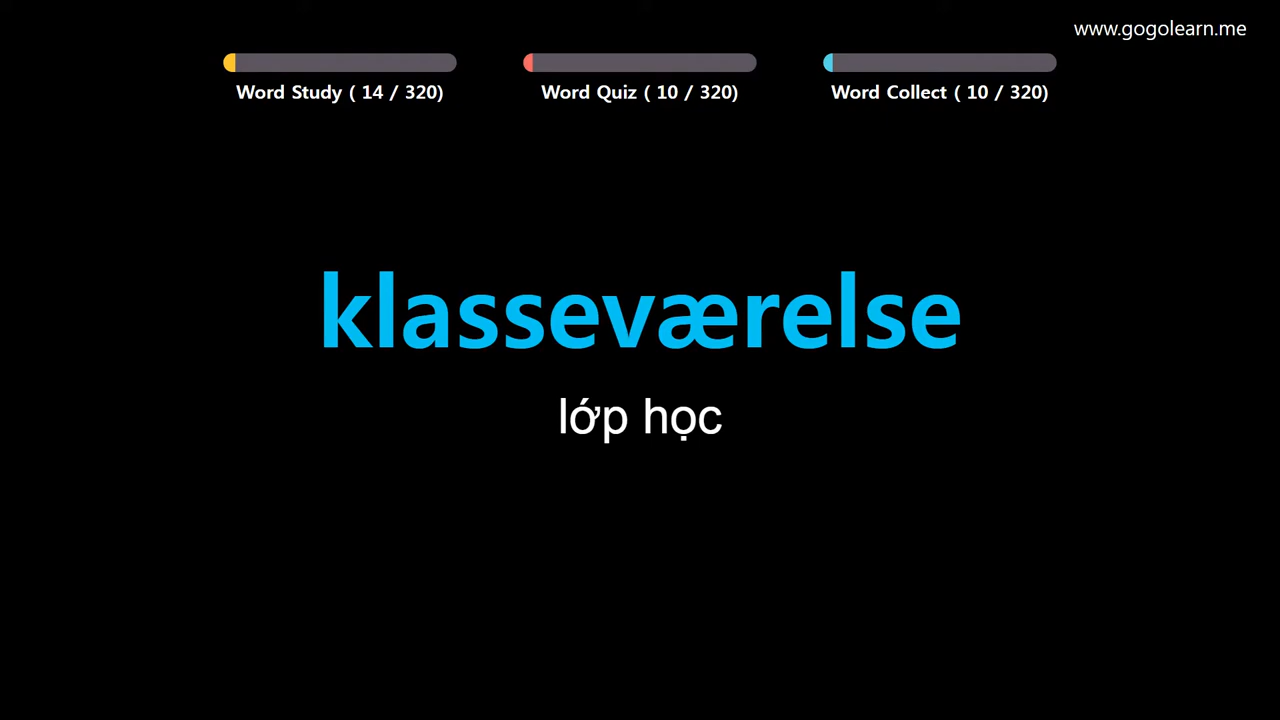 www.gogolearn.me
Word Study ( 14 / 320)
Word Quiz ( 10 / 320)
Word Collect ( 10 / 320)
klasseværelse
lớp học